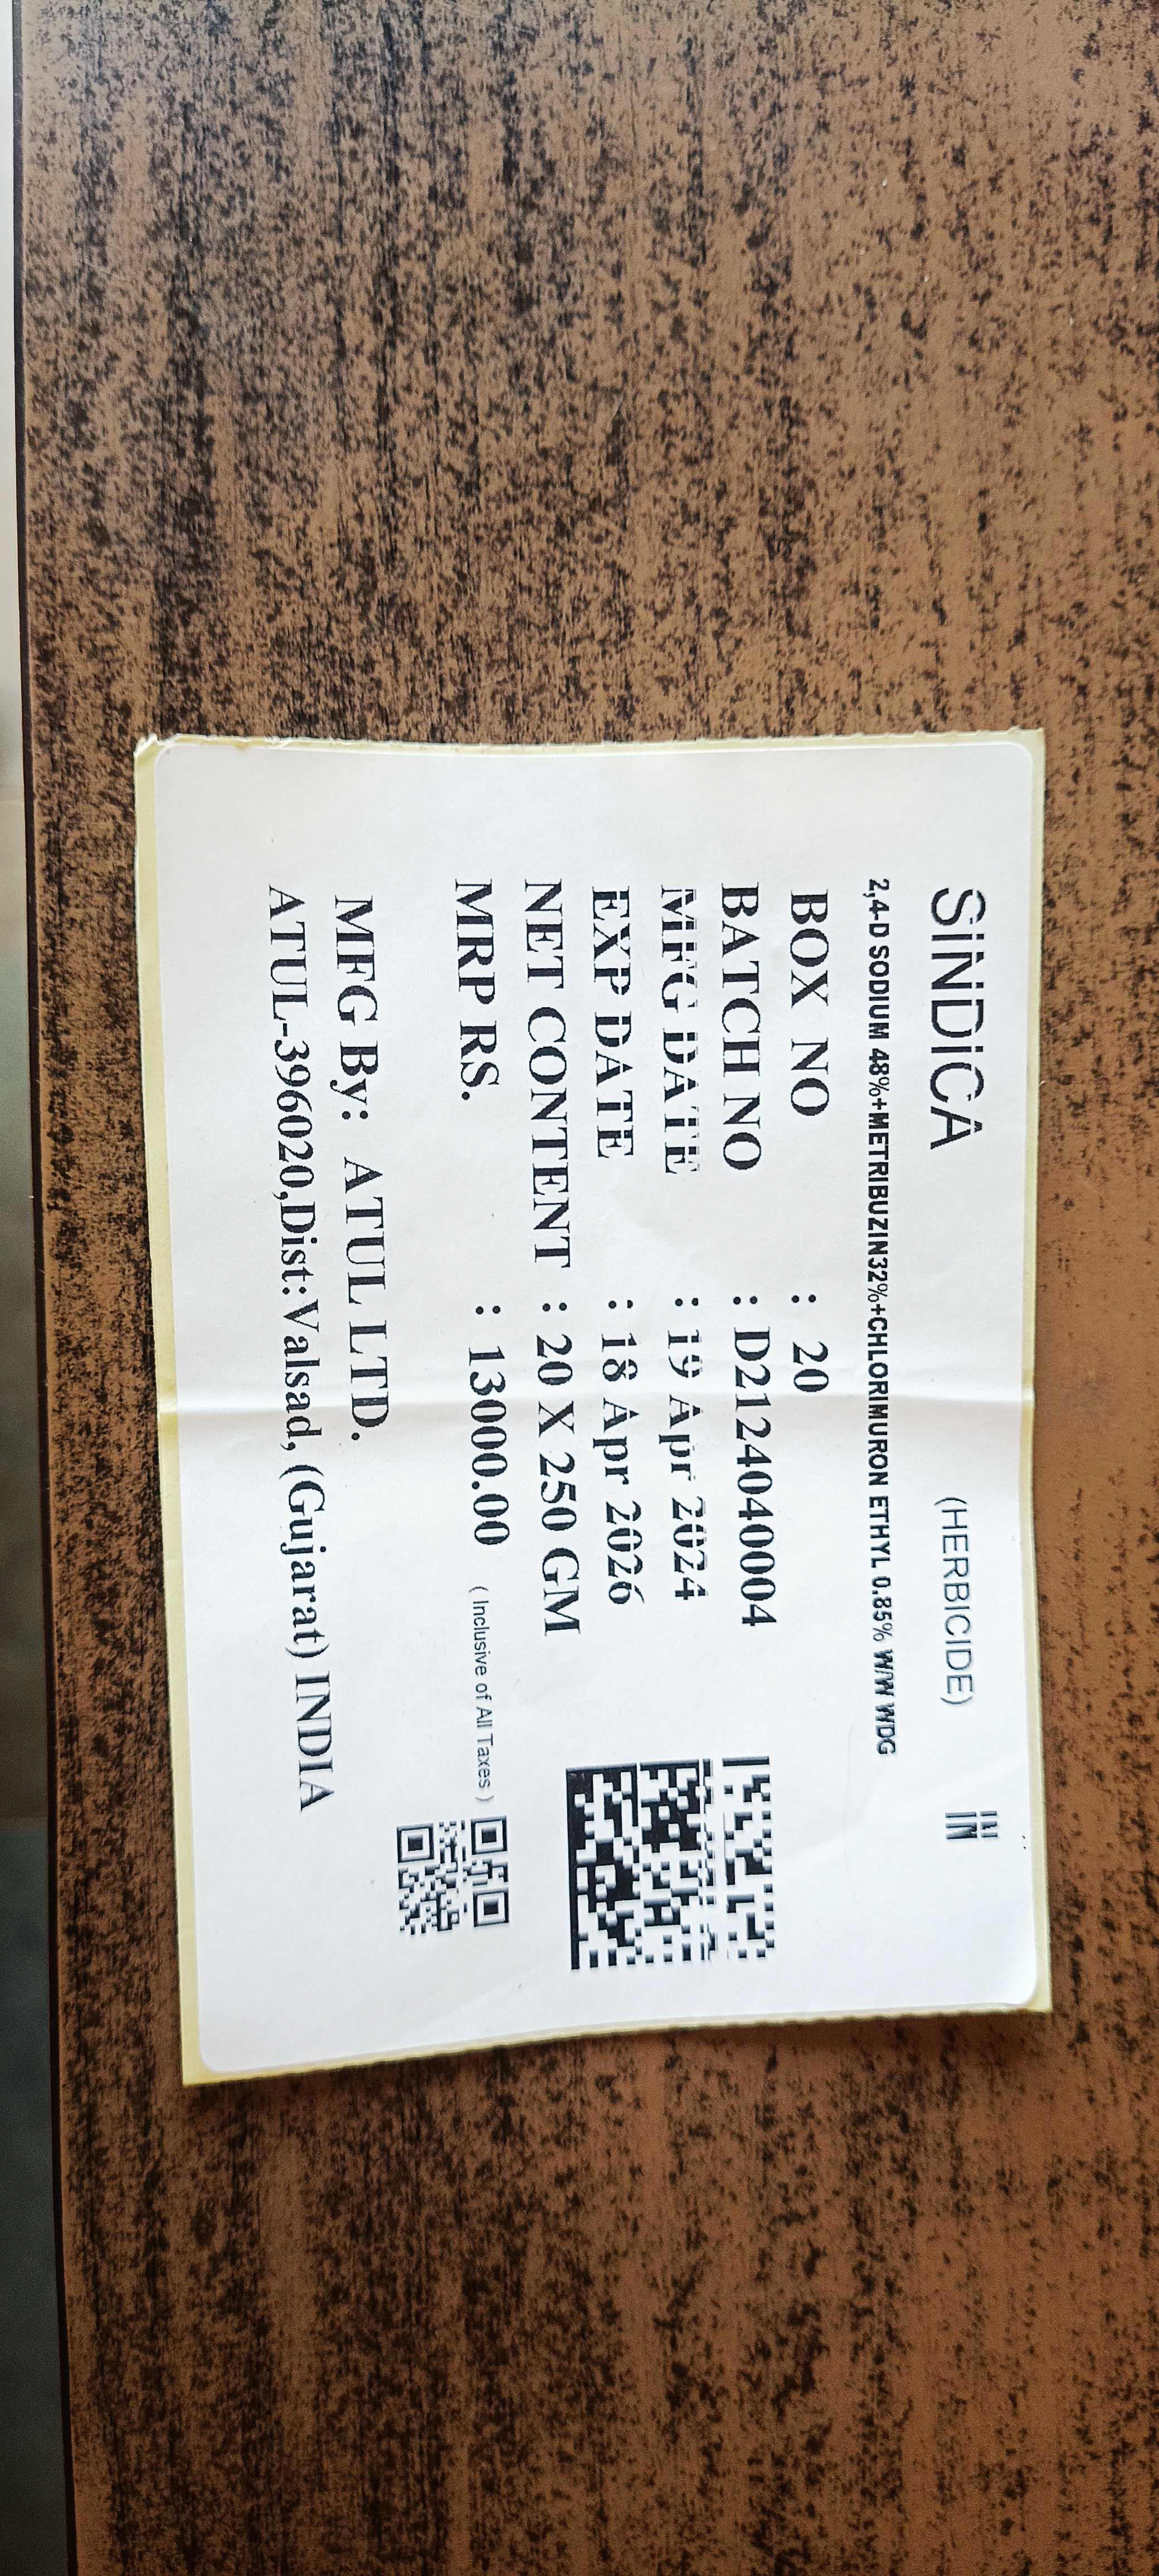 SINDICA (HERBICIDE) IN
2,4-D SODIUM 48%+METRIBUZIN32%+CHLORIMURON ETHYL 0.85% W/W WDG
BOX NO : 20
BATCH NO : D2124040004
MFG DATE : 19 Apr 2024
EXP DATE : 18 Apr 2026
NET CONTENT : 20 X 250 GM
MRP RS. : 13000.00 ( Inclusive of All Taxes )
MFG By: ATUL LTD.
ATUL-396020,Dist:Valsad, (Gujarat) INDIA